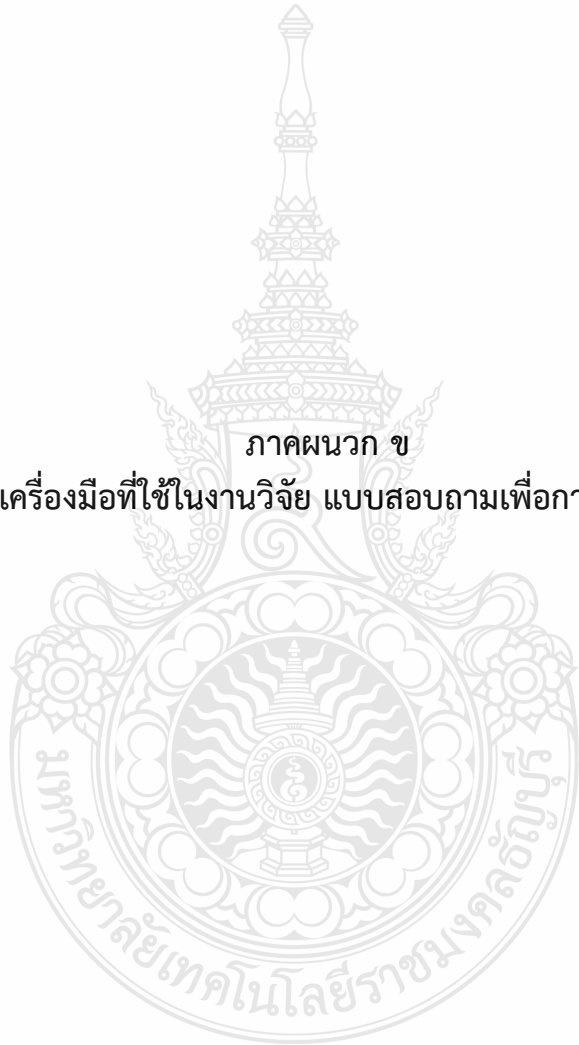 ภาคผนวก ข
เครื่องมือที่ใช้ในงานวิจัย แบบสอบถามเพื่อกา
มหาวิทยาลัยเทคโนโลยีราชมงคลธัญบุรี